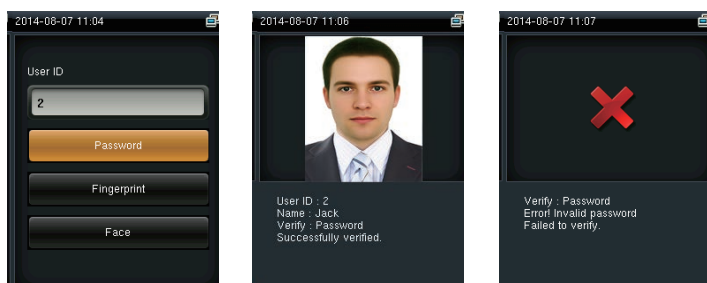 2014-08-07 11:04
User ID
2
Password
Fingerprint
Face
2014-08-07 11:06
User ID : 2
Name : Jack
Verify : Password
Successfully verified.
2014-08-07 11:07
Verify : Password
Error! Invalid password
Failed to verify.